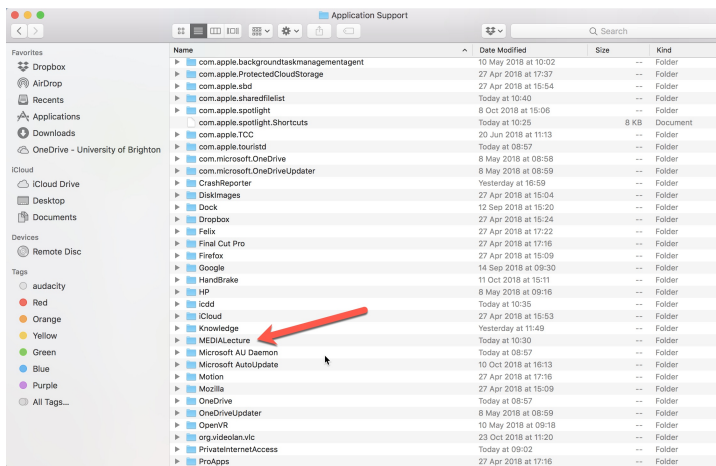 Application Support
Search
Favorites
Dropbox
AirDrop
Recents
Applications
Downloads
OneDrive - University of Brighton
iCloud
iCloud Drive
Desktop
Documents
Devices
Remote Disc
Tags
audacity
Red
Orange
Yellow
Green
Blue
Purple
All Tags...
Name Date Modified Size Kind
com.apple.backgroundtaskmanagementagent 10 May 2018 at 10:02 -- Folder
com.apple.ProtectedCloudStorage 27 Apr 2018 at 17:37 -- Folder
com.apple.sbd 27 Apr 2018 at 15:54 -- Folder
com.apple.sharedfilelist Today at 10:40 -- Folder
com.apple.spotlight 8 Oct 2018 at 15:06 -- Folder
com.apple.spotlight.Shortcuts Today at 10:25 8 KB Document
com.apple.TCC 20 Jun 2018 at 11:13 -- Folder
com.apple.touristd Today at 08:57 -- Folder
com.microsoft.OneDrive 8 May 2018 at 08:58 -- Folder
com.microsoft.OneDriveUpdater 8 May 2018 at 08:59 -- Folder
CrashReporter Yesterday at 16:59 -- Folder
DiskImages 27 Apr 2018 at 15:04 -- Folder
Dock 12 Sep 2018 at 15:20 -- Folder
Dropbox 27 Apr 2018 at 15:24 -- Folder
Felix 27 Apr 2018 at 17:22 -- Folder
Final Cut Pro 27 Apr 2018 at 17:16 -- Folder
Firefox 27 Apr 2018 at 15:09 -- Folder
Google 14 Sep 2018 at 09:30 -- Folder
HandBrake 11 Oct 2018 at 15:11 -- Folder
HP 8 May 2018 at 09:16 -- Folder
icdd Today at 10:35 -- Folder
iCloud 27 Apr 2018 at 15:53 -- Folder
Knowledge Yesterday at 11:49 -- Folder
MEDIALecture Today at 10:30 -- Folder
Microsoft AU Daemon Today at 08:57 -- Folder
Microsoft AutoUpdate 10 Oct 2018 at 16:13 -- Folder
Motion 27 Apr 2018 at 17:16 -- Folder
Mozilla 27 Apr 2018 at 15:09 -- Folder
OneDrive Today at 08:57 -- Folder
OneDriveUpdater 8 May 2018 at 08:59 -- Folder
OpenVR 10 May 2018 at 09:18 -- Folder
org.videolan.vlc 23 Oct 2018 at 11:20 -- Folder
PrivateInternetAccess Today at 09:02 -- Folder
ProApps 27 Apr 2018 at 17:16 -- Folder